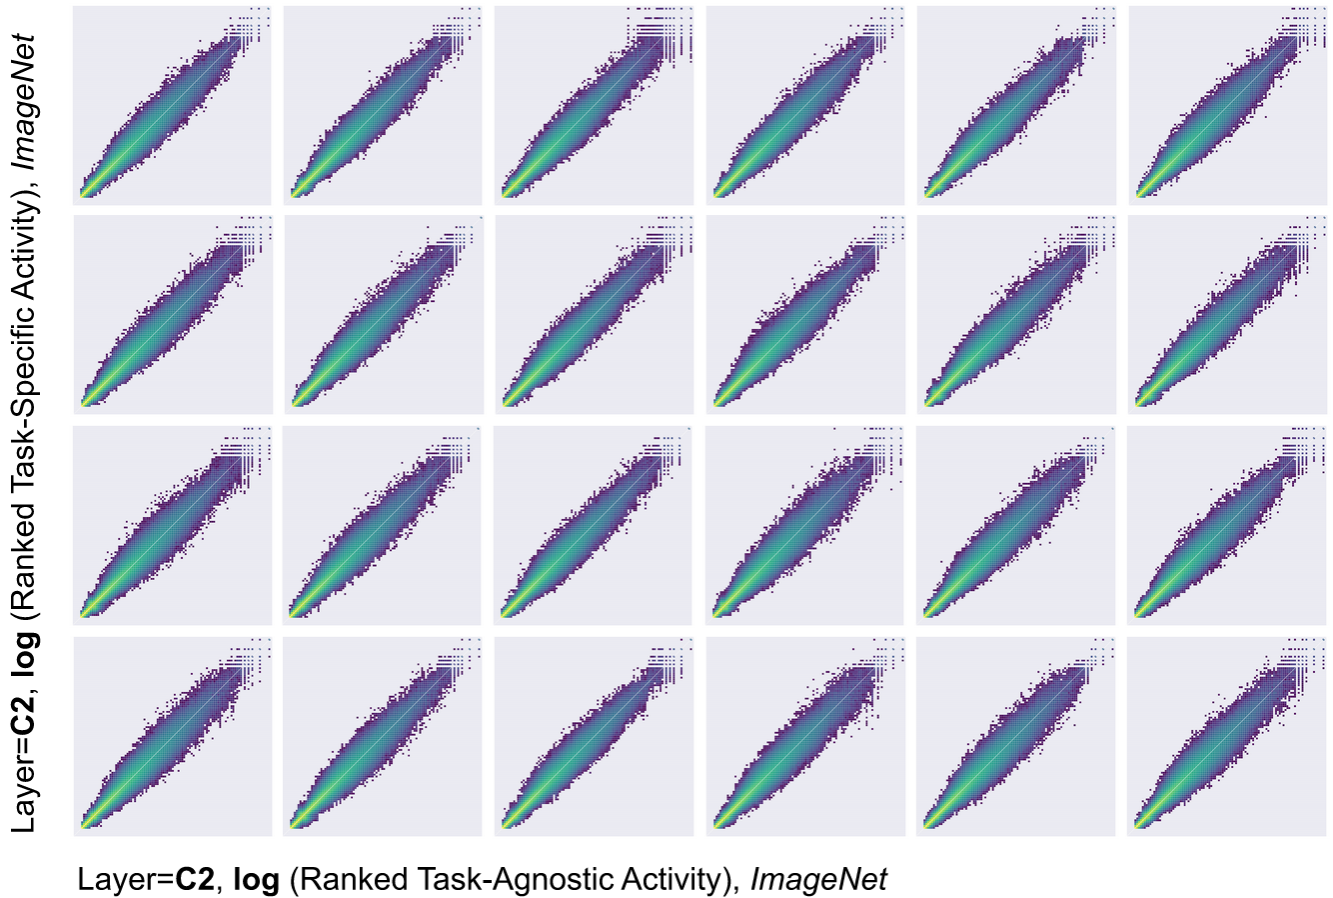 Layer=C2, log (Ranked Task-Specific Activity), ImageNet
Layer=C2, log (Ranked Task-Agnostic Activity), ImageNet